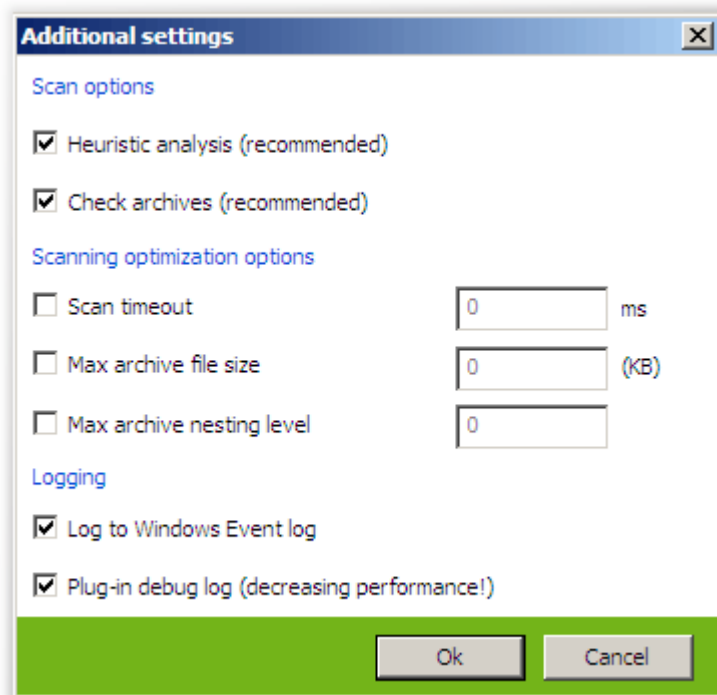 Additional settings
Scan options
Heuristic analysis (recommended)
Check archives (recommended)
Scanning optimization options
Scan timeout 0 ms
Max archive file size 0 (KB)
Max archive nesting level 0
Logging
Log to Windows Event log
Plug-in debug log (decreasing performance!)
Ok Cancel